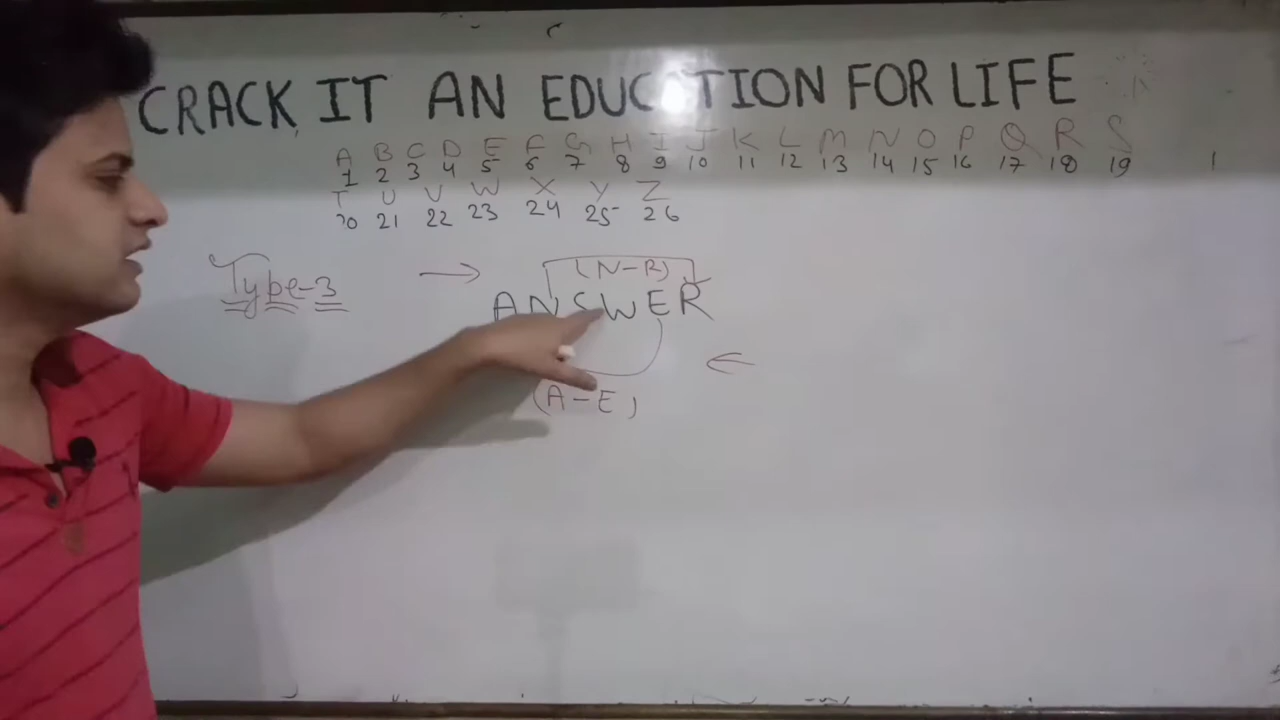 CRACK IT AN EDUCATION FOR LIFE
A B C D E F G H I J K L M N O P Q R S
1 2 3 4 5 6 7 8 9 10 11 12 13 14 15 16 17 18 19
T U V W X Y Z
20 21 22 23 24 25 26
(N-R)
Type-3 → ANSWER
←
(A-E)